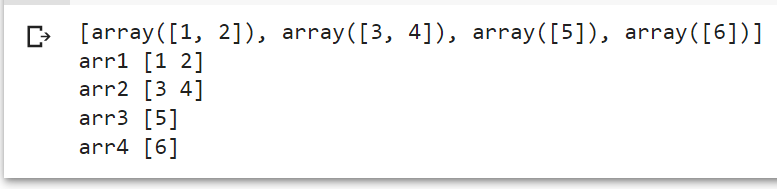 [array([1, 2]), array([3, 4]), array([5]), array([6])]
arr1 [1 2]
arr2 [3 4]
arr3 [5]
arr4 [6]